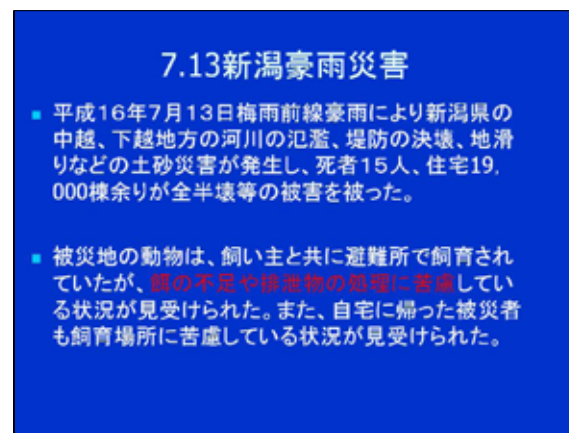 7.13新潟豪雨災害
平成16年7月13日梅雨前線豪雨により新潟県の
中越、下越地方の河川の氾濫、堤防の決壊、地滑
りなどの土砂災害が発生し、死者15人、住宅19,
000棟余りが全半壊等の被害を被った。
被災地の動物は、飼い主と共に避難所で飼育され
ていたが、餌の不足や排泄物の処理に苦慮してい
る状況が見受けられた。また、自宅に帰った被災者
も飼育場所に苦慮している状況が見受けられた。